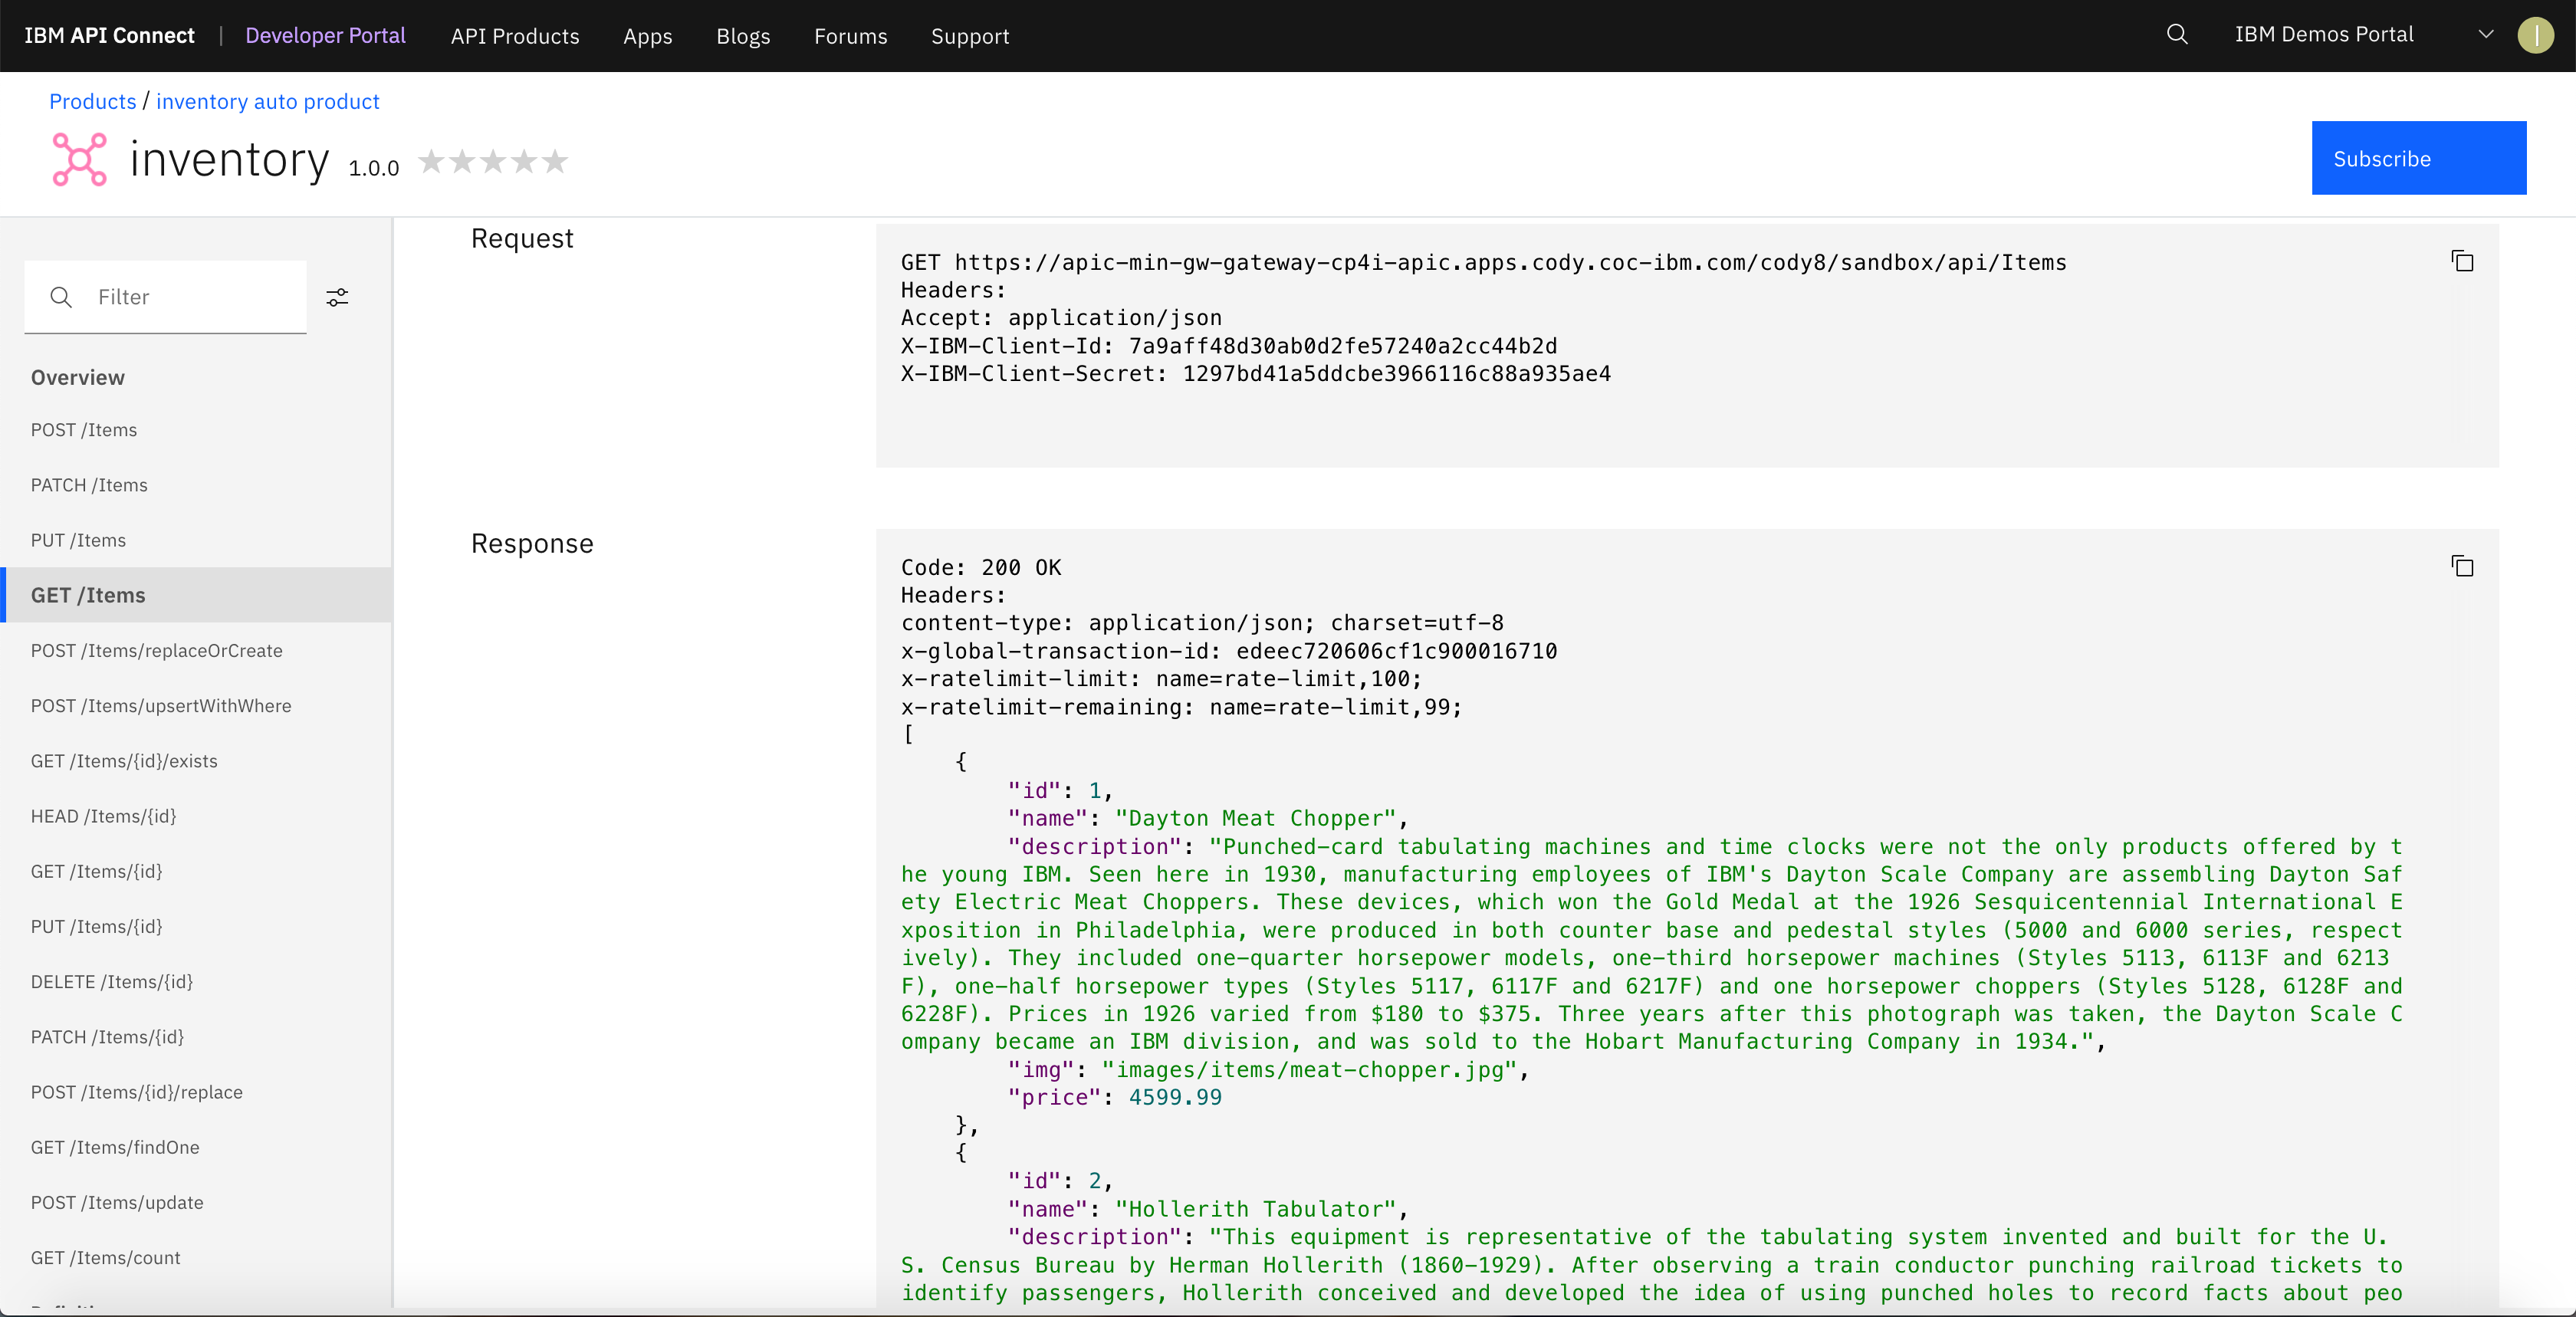 IBM API Connect | Developer Portal API Products Apps Blogs Forums Support IBM Demos Portal
Products / inventory auto product
inventory 1.0.0
Subscribe
Filter
Overview
POST /Items
PATCH /Items
PUT /Items
GET /Items
POST /Items/replaceOrCreate
POST /Items/upsertWithWhere
GET /Items/{id}/exists
HEAD /Items/{id}
GET /Items/{id}
PUT /Items/{id}
DELETE /Items/{id}
PATCH /Items/{id}
POST /Items/{id}/replace
GET /Items/findOne
POST /Items/update
GET /Items/count
Request
GET https://apic-min-gw-gateway-cp4i-apic.apps.cody.coc-ibm.com/cody8/sandbox/api/Items
Headers:
Accept: application/json
X-IBM-Client-Id: 7a9aff48d30ab0d2fe57240a2cc44b2d
X-IBM-Client-Secret: 1297bd41a5ddcbe3966116c88a935ae4
Response
Code: 200 OK
Headers:
content-type: application/json; charset=utf-8
x-global-transaction-id: edeec720606cf1c900016710
x-ratelimit-limit: name=rate-limit,100;
x-ratelimit-remaining: name=rate-limit,99;
[
{
"id": 1,
"name": "Dayton Meat Chopper",
"description": "Punched-card tabulating machines and time clocks were not the only products offered by t
he young IBM. Seen here in 1930, manufacturing employees of IBM's Dayton Scale Company are assembling Dayton Saf
ety Electric Meat Choppers. These devices, which won the Gold Medal at the 1926 Sesquicentennial International E
xposition in Philadelphia, were produced in both counter base and pedestal styles (5000 and 6000 series, respect
ively). They included one-quarter horsepower models, one-third horsepower machines (Styles 5113, 6113F and 6213
F), one-half horsepower types (Styles 5117, 6117F and 6217F) and one horsepower choppers (Styles 5128, 6128F and
6228F). Prices in 1926 varied from $180 to $375. Three years after this photograph was taken, the Dayton Scale C
ompany became an IBM division, and was sold to the Hobart Manufacturing Company in 1934.",
"img": "images/items/meat-chopper.jpg",
"price": 4599.99
},
{
"id": 2,
"name": "Hollerith Tabulator",
"description": "This equipment is representative of the tabulating system invented and built for the U.
S. Census Bureau by Herman Hollerith (1860-1929). After observing a train conductor punching railroad tickets to
identify passengers, Hollerith conceived and developed the idea of using punched holes to record facts about peo